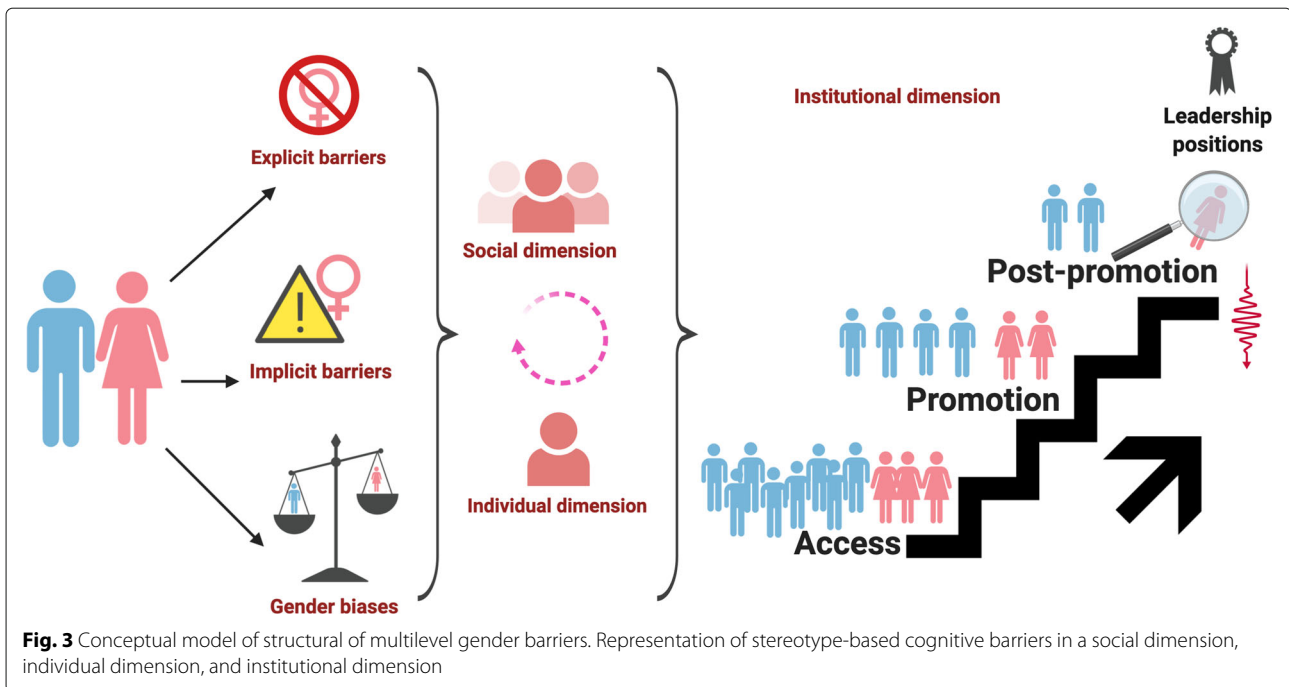 Explicit barriers
Implicit barriers
Gender biases
Social dimension
Individual dimension
Institutional dimension
Leadership
positions
Post-promotion
Promotion
Access
Fig. 3 Conceptual model of structural of multilevel gender barriers. Representation of stereotype-based cognitive barriers in a social dimension,
individual dimension, and institutional dimension